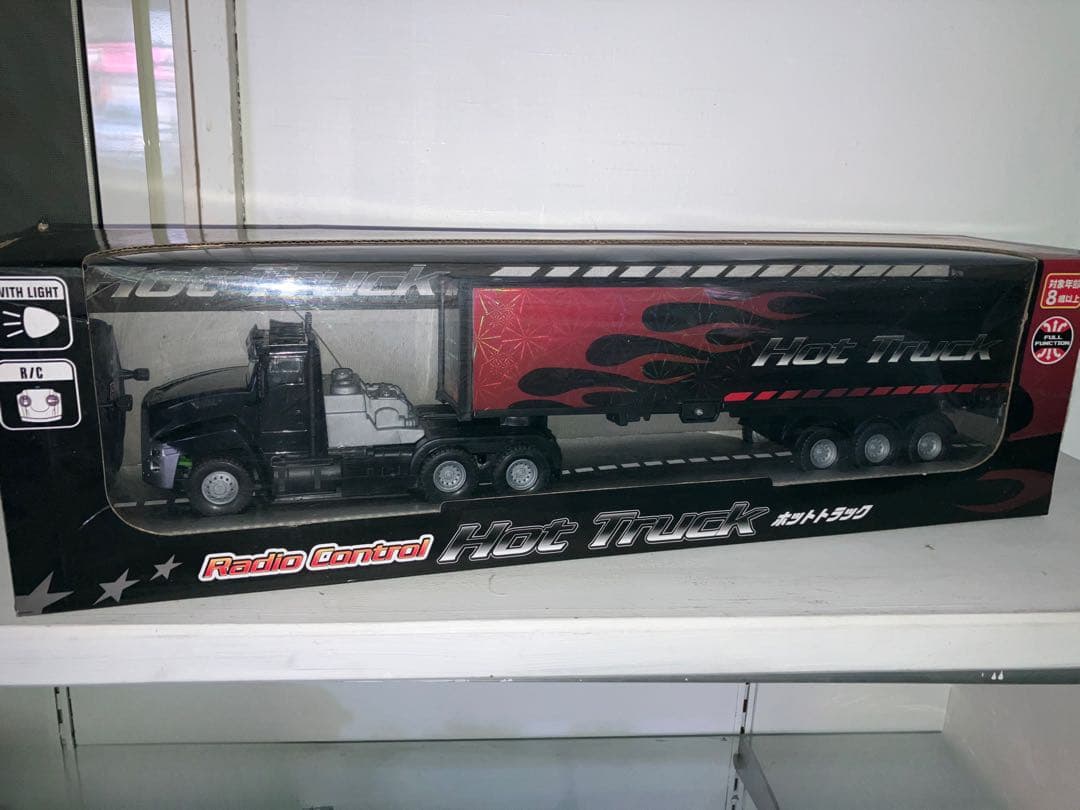 Hot Truck
WITH LIGHT
R/C
Hot Truck
対象年齢
8歳以上
FULL
FUNCTION
Radio Control Hot Truck ホットトラック